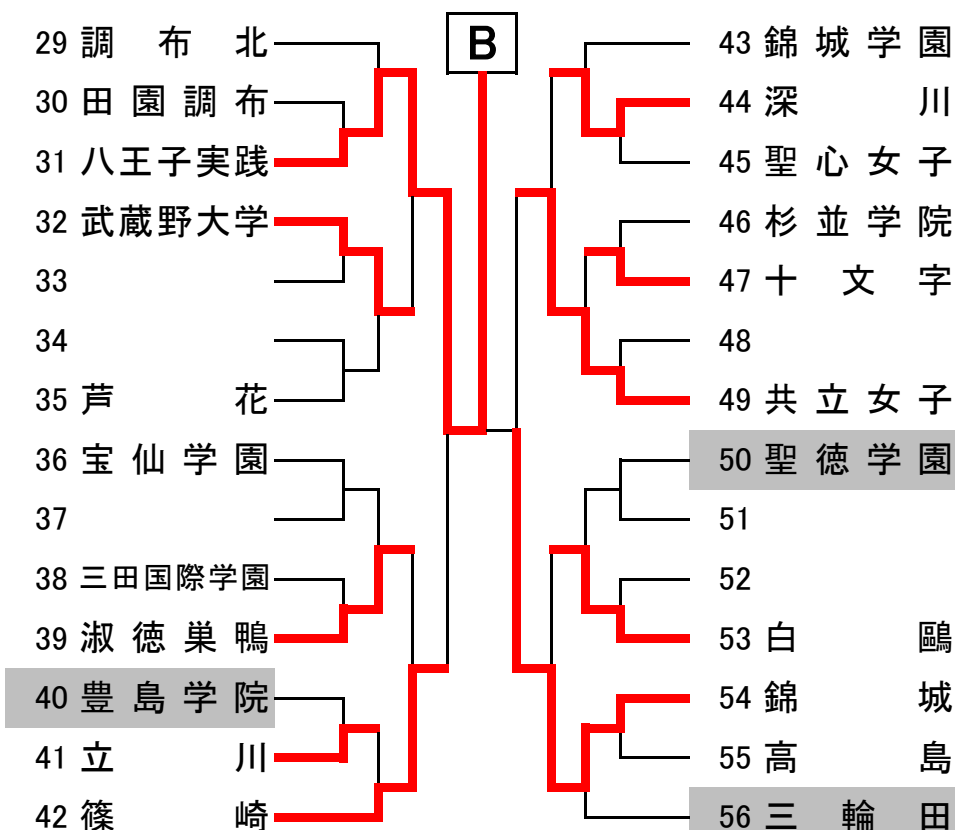 B
29 調布北
30 田園調布
31 八王子実践
32 武蔵野大学
33
34
35 芦花
36 宝仙学園
37
38 三田国際学園
39 淑徳巣鴨
40 豊島学院
41 立川
42 篠崎
43 錦城学園
44 深川
45 聖心女子
46 杉並学院
47 十文字
48
49 共立女子
50 聖徳学園
51
52
53 白鷗
54 錦城
55 高島
56 三輪田